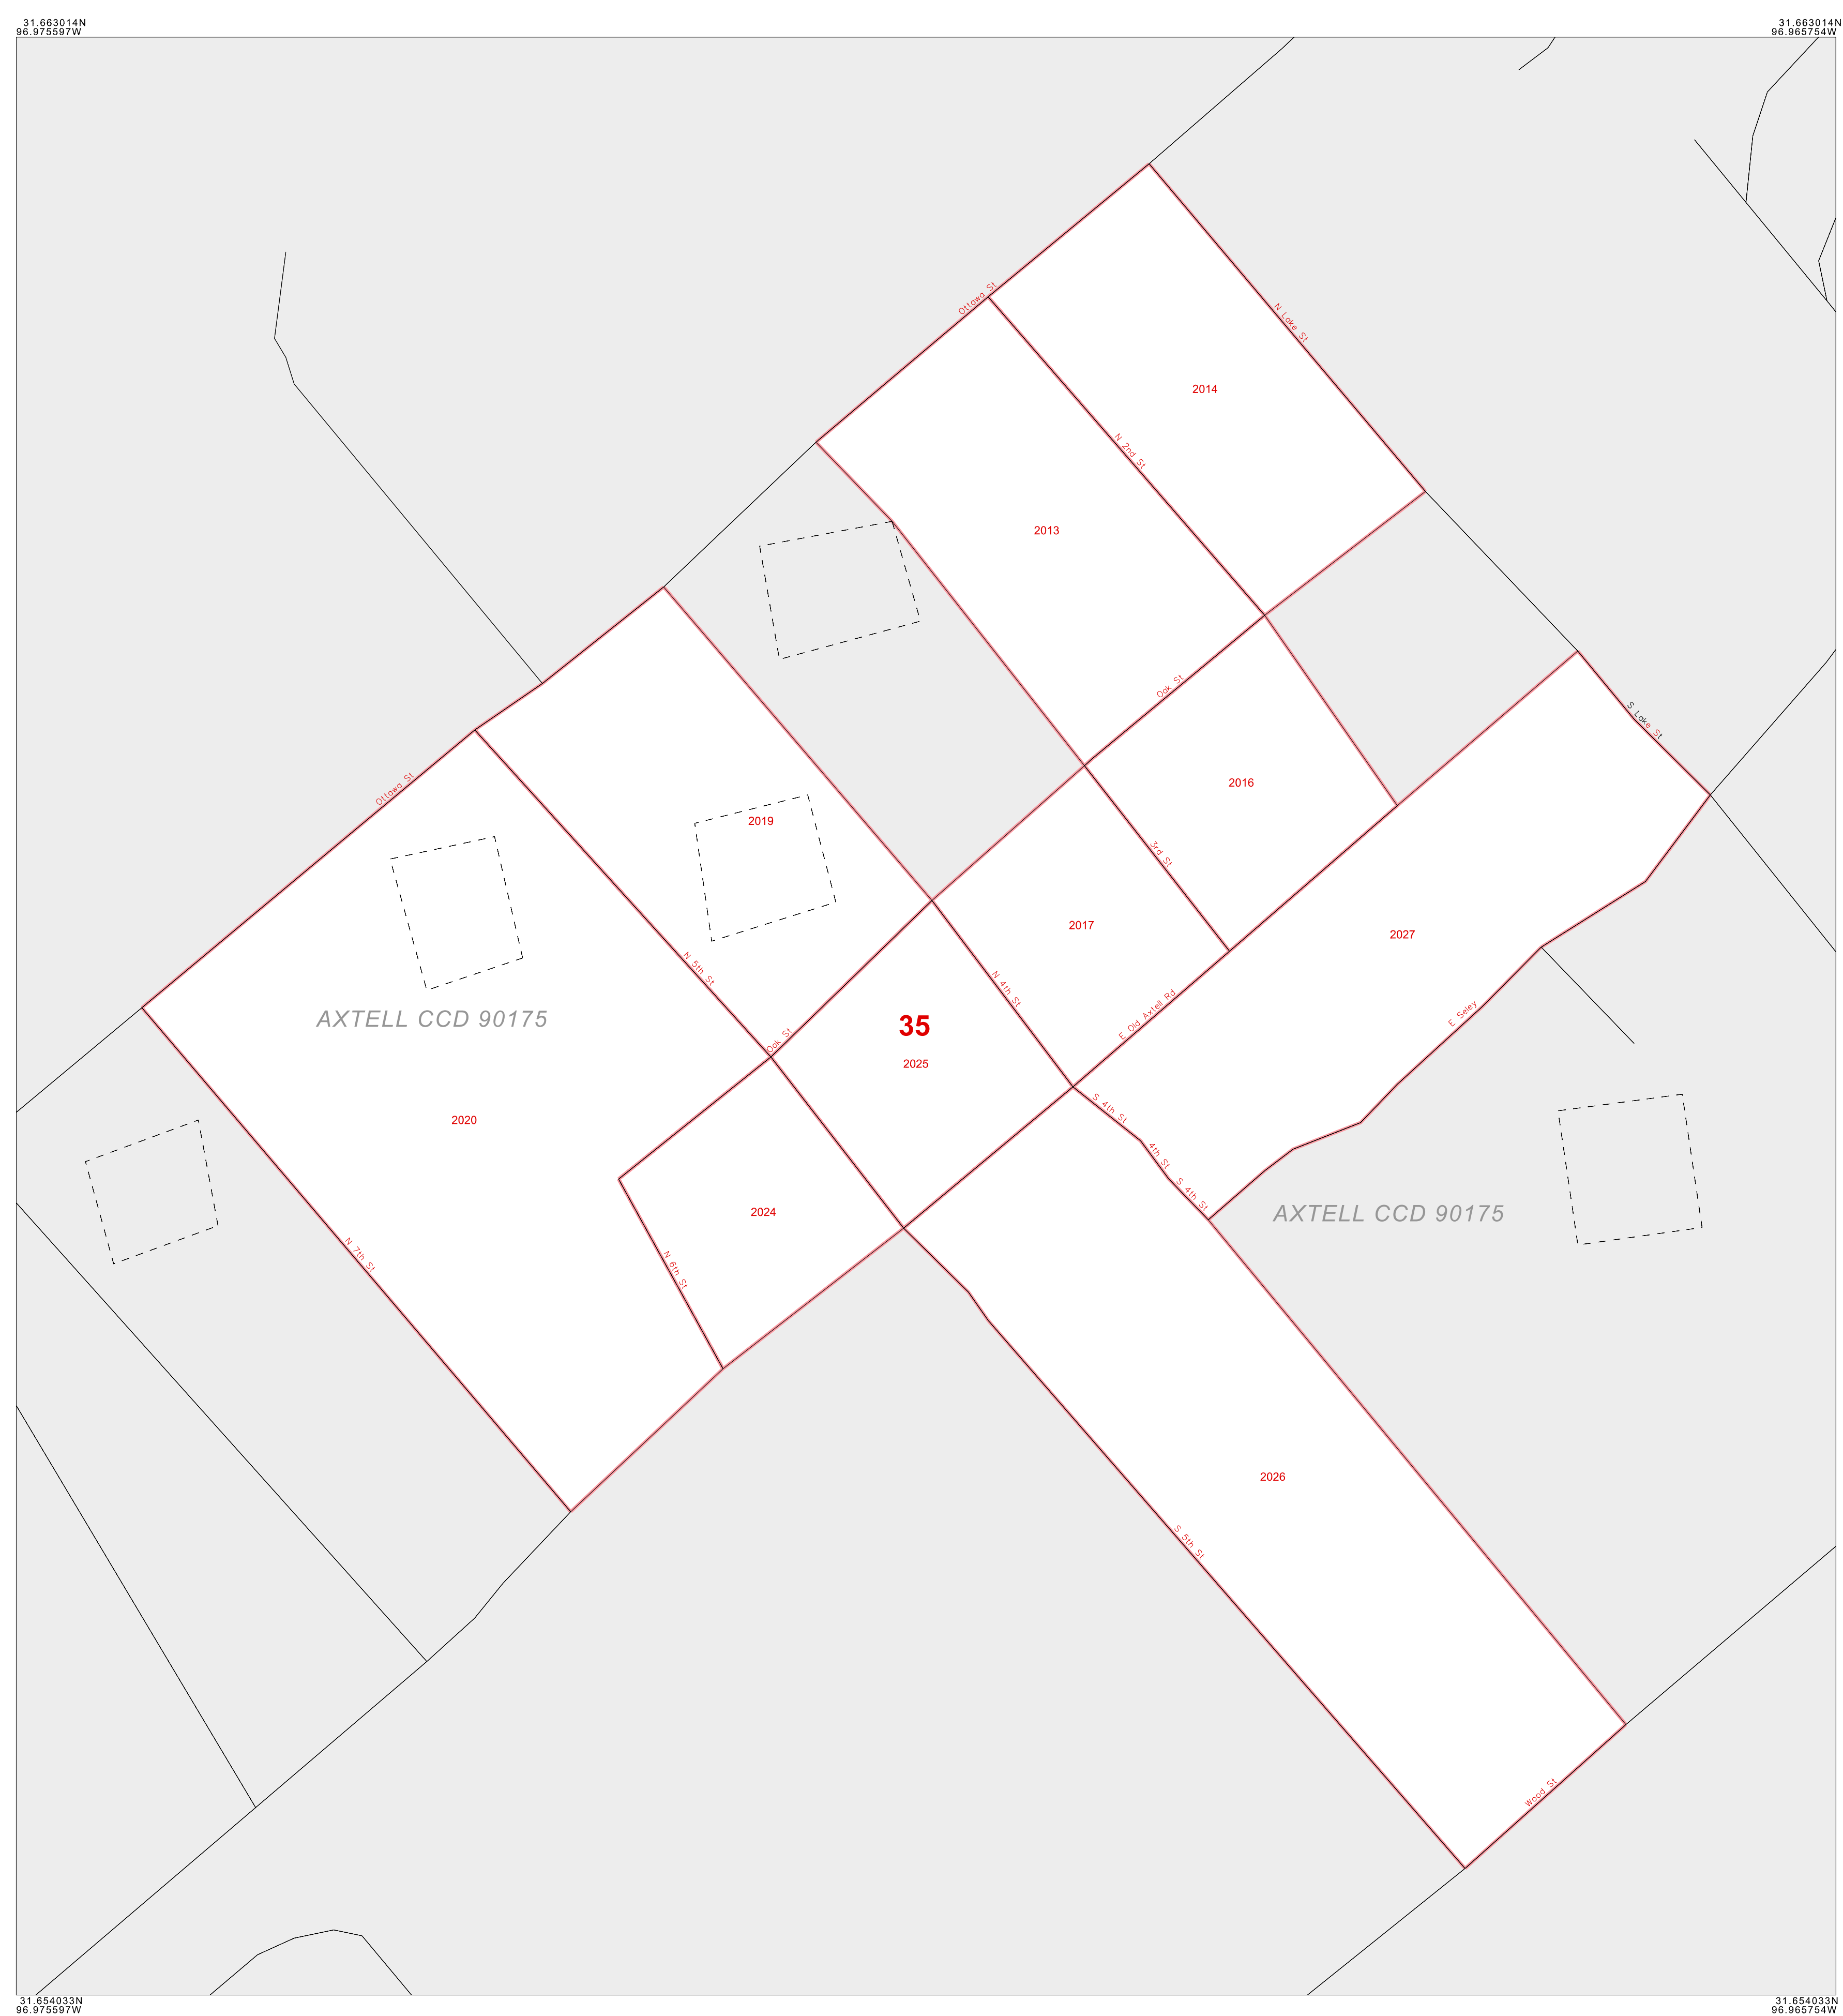 31.663014N
96.975597W
31.663014N
96.965754W
Ottawa St
N Lake St
2014
N 2nd St
2013
Oak St
S Lake St
2016
Ottawa St
2019
3rd St
2017
2027
N 5th St
N 4th St
E Old Axtell Rd
E Seley
AXTELL CCD 90175
35
Oak St
2025
2020
S 4th St
4th St
S 4th St
2024
AXTELL CCD 90175
N 7th St
N 6th St
2026
S 5th St
Wood St
31.654033N
96.975597W
31.654033N
96.965754W